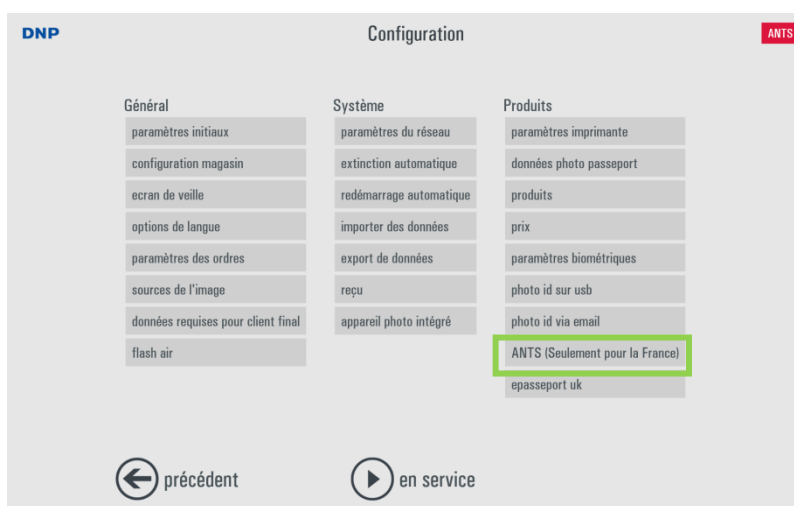 DNP
Configuration
ANTS
Général
paramètres initiaux
configuration magasin
ecran de veille
options de langue
paramètres des ordres
sources de l'image
données requises pour client final
flash air
Système
paramètres du réseau
extinction automatique
redémarrage automatique
importer des données
export de données
reçu
appareil photo intégré
Produits
paramètres imprimante
données photo passeport
produits
prix
paramètres biométriques
photo id sur usb
photo id via email
ANTS (Seulement pour la France)
epasseport uk
précédent
en service